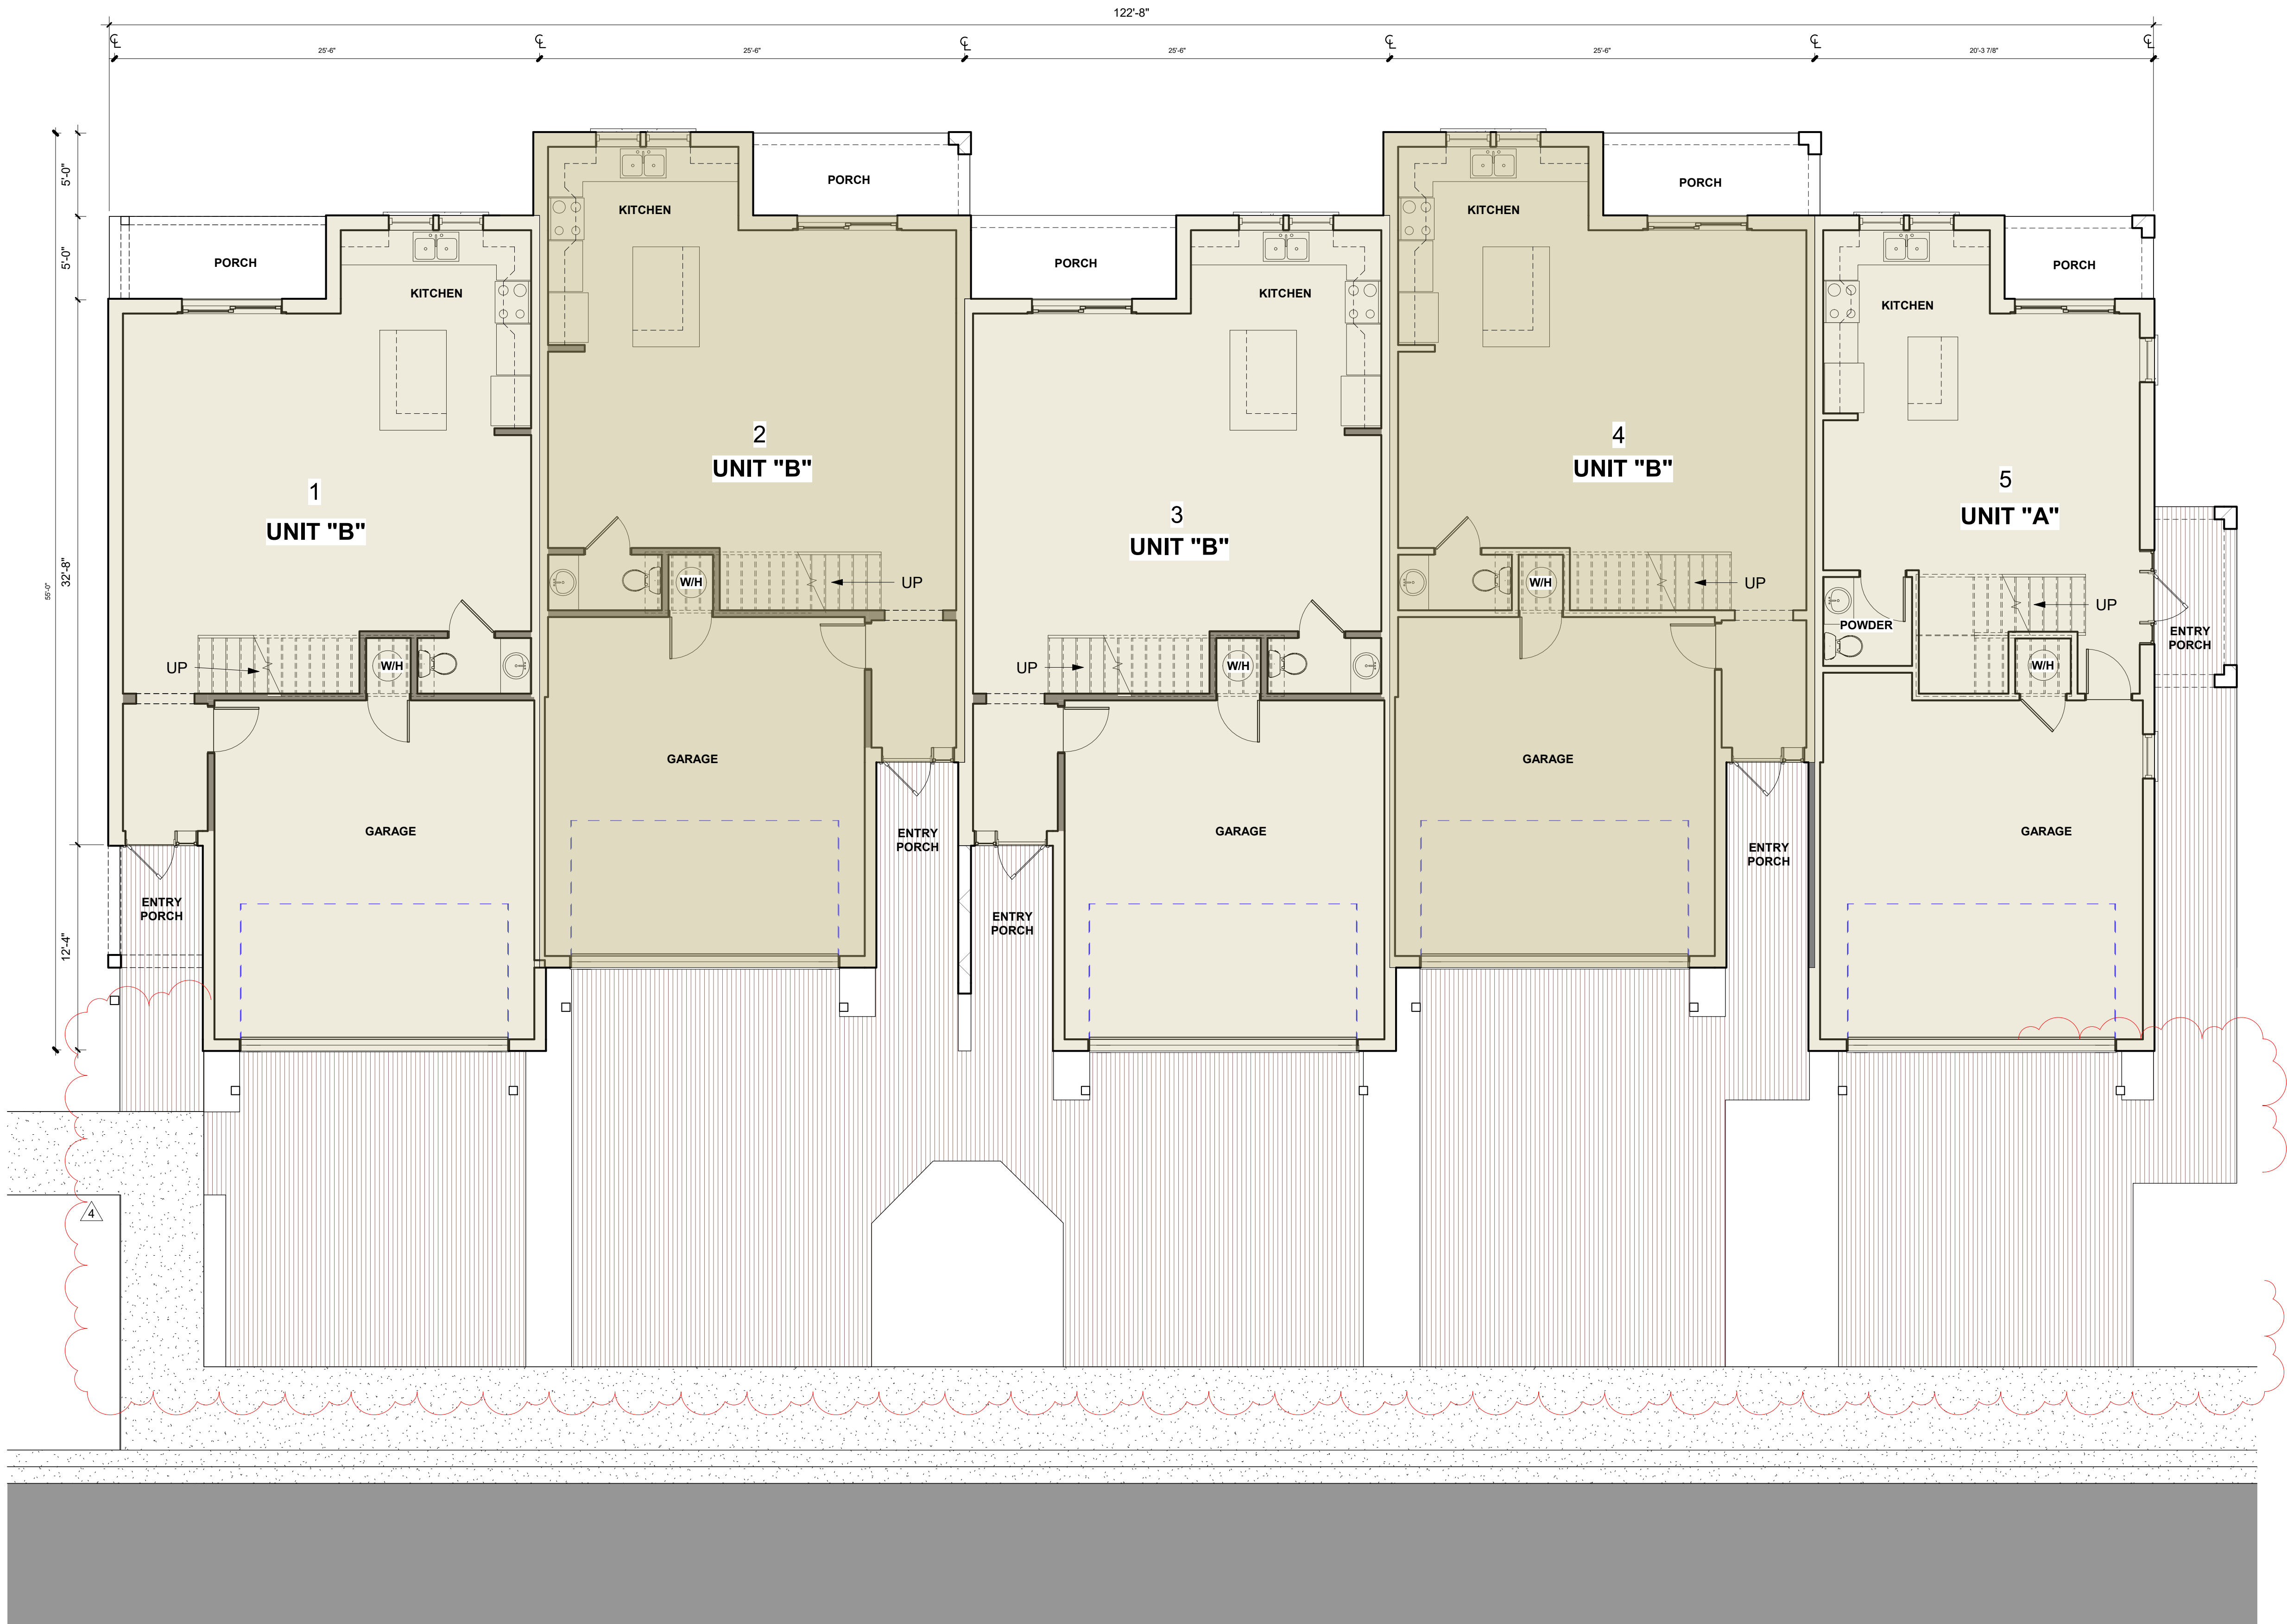 122'-8"
℄ ℄ ℄ ℄ ℄ ℄
25'-6" 25'-6" 25'-6" 25'-6" 20'-3 7/8"
5'-0"
5'-0"
32'-8"
55'-0"
12'-4"
PORCH
KITCHEN
1
UNIT "B"
UP
W/H
GARAGE
ENTRY
PORCH
KITCHEN
PORCH
2
UNIT "B"
W/H
UP
GARAGE
ENTRY
PORCH
PORCH
KITCHEN
3
UNIT "B"
UP
W/H
GARAGE
ENTRY
PORCH
KITCHEN
PORCH
4
UNIT "B"
W/H
UP
GARAGE
ENTRY
PORCH
PORCH
KITCHEN
5
UNIT "A"
UP
POWDER
W/H
ENTRY
PORCH
GARAGE
4